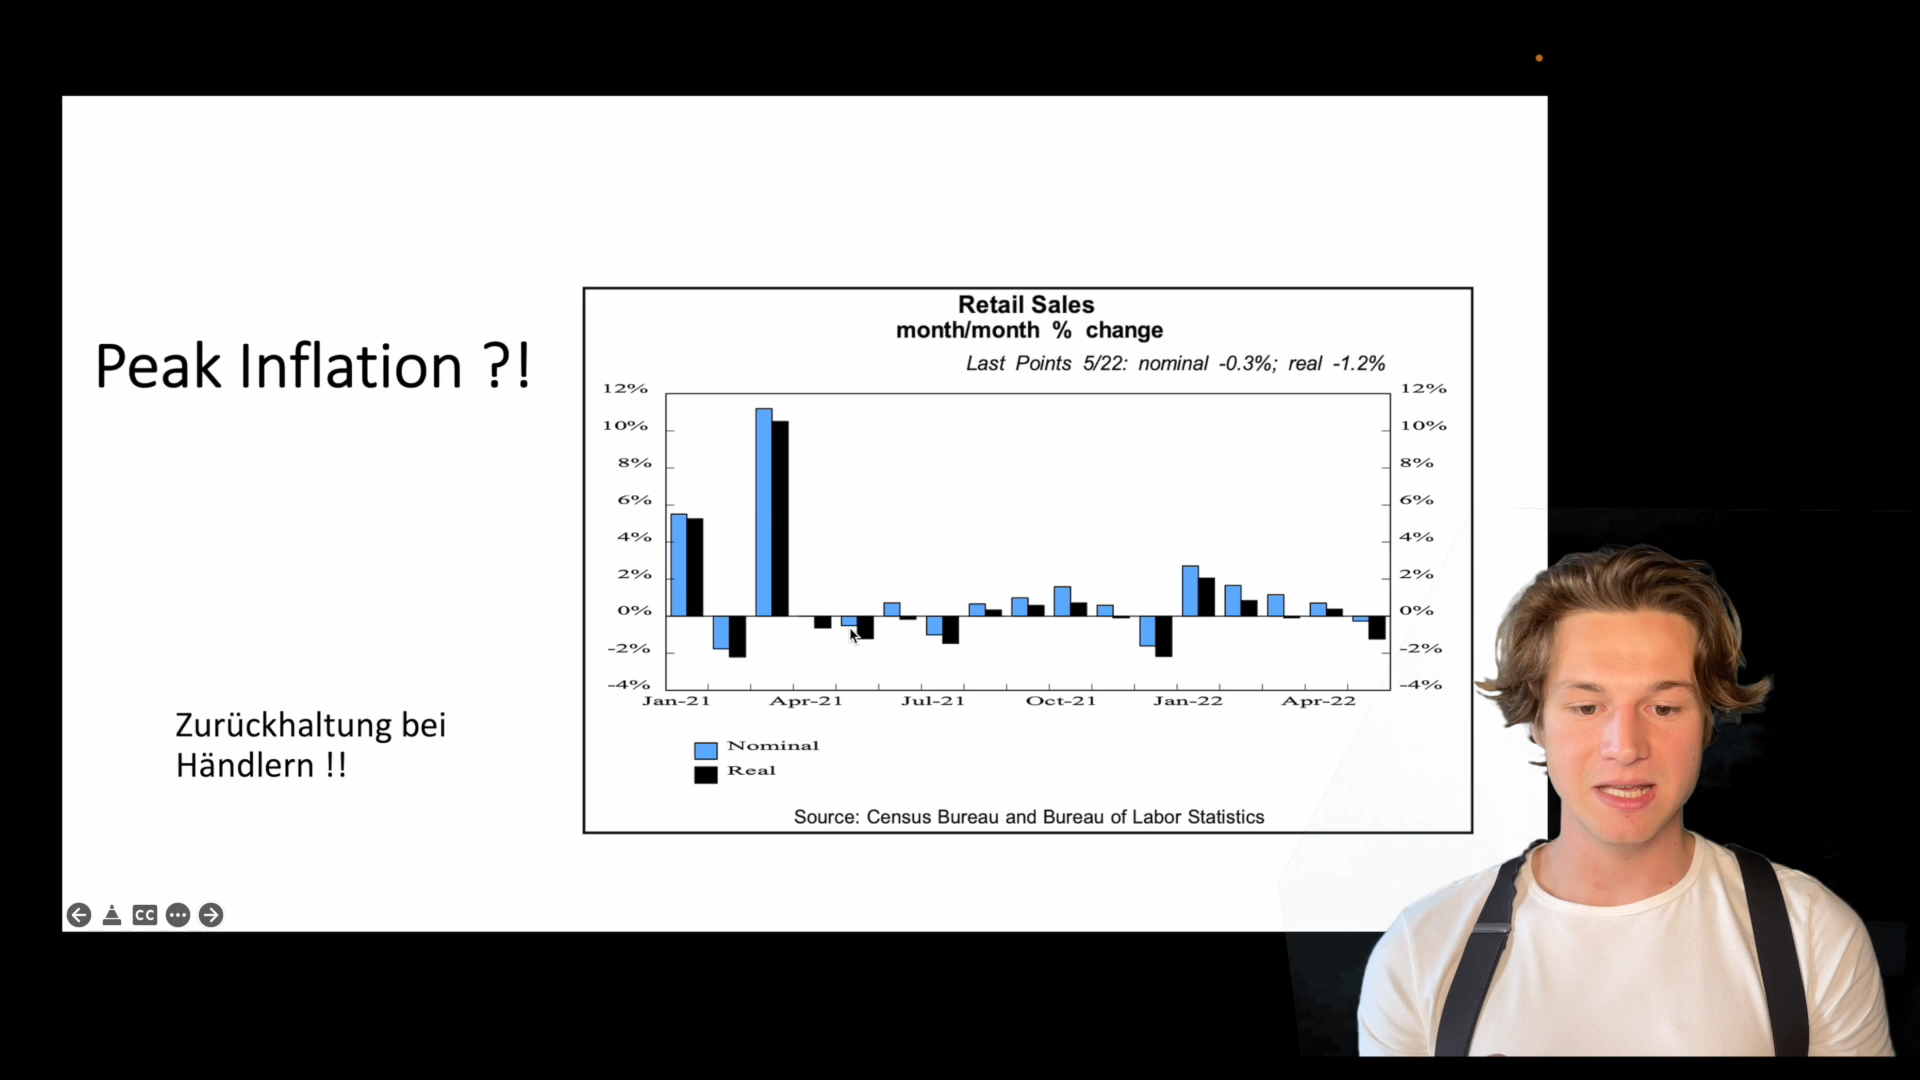 Peak Inflation ?!
Zurückhaltung bei
Händlern !!
Retail Sales
month/month % change
Last Points 5/22: nominal -0.3%; real -1.2%
12% 12%
10% 10%
8% 8%
6% 6%
4% 4%
2% 2%
0% 0%
-2% -2%
-4% -4%
Jan-21 Apr-21 Jul-21 Oct-21 Jan-22 Apr-22
Nominal
Real
Source: Census Bureau and Bureau of Labor Statistics
CC